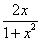 2x
1 + x²